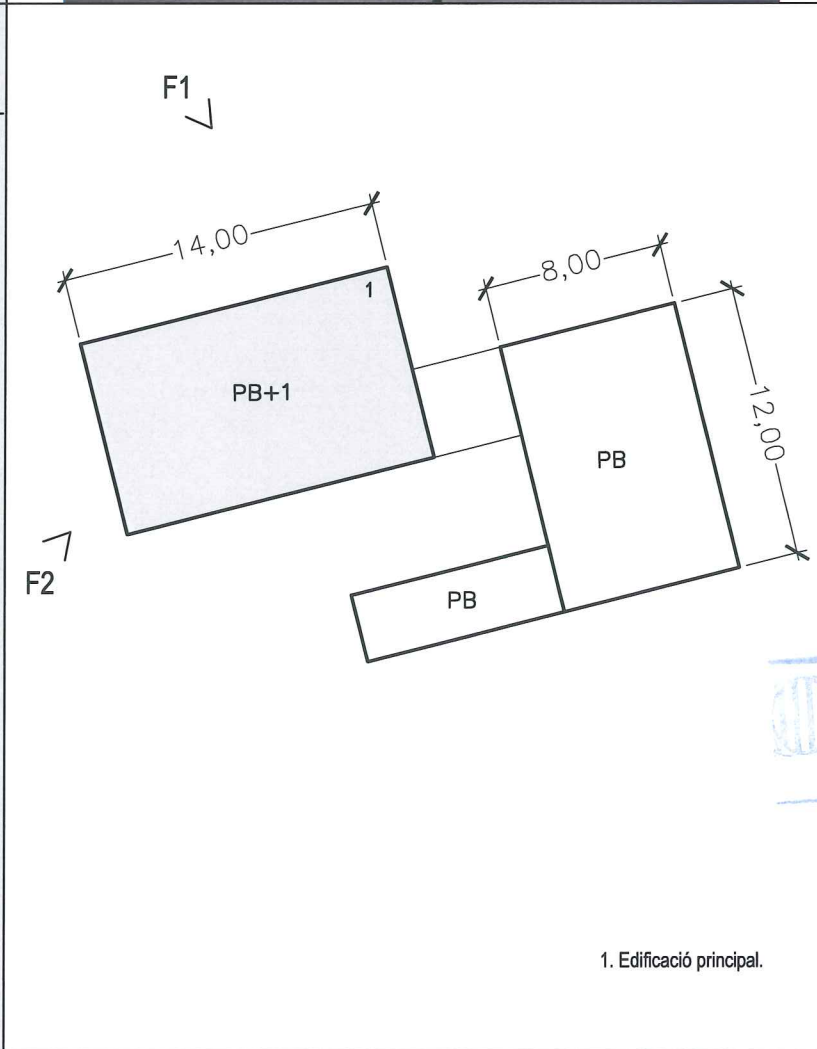 F1
14,00
8,00
1
PB+1
12,00
PB
F2
PB
1. Edificació principal.